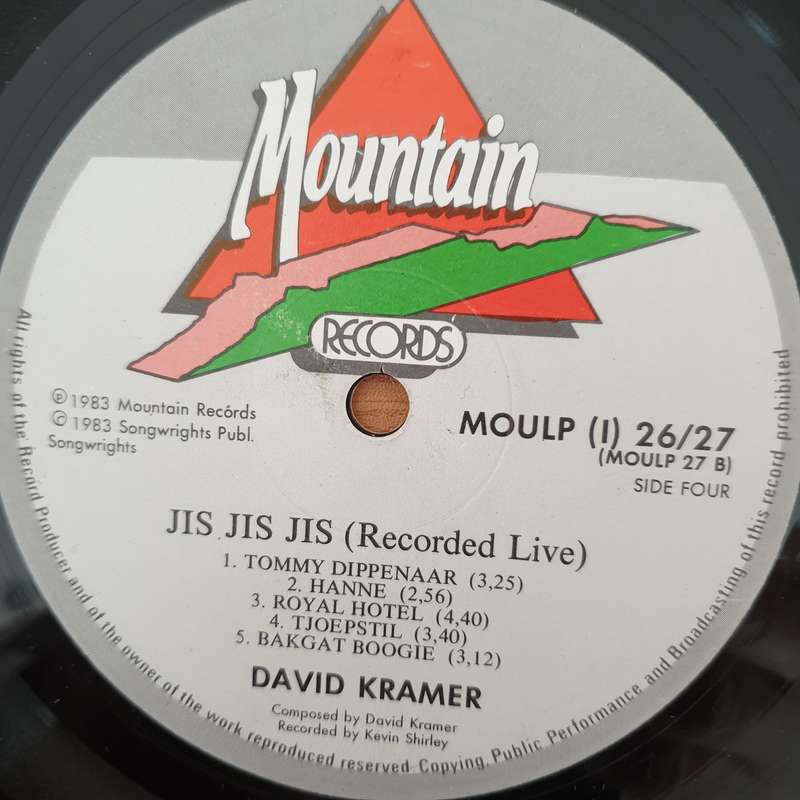 Mountain
RECORDS
℗1983 Mountain Records
©1983 Songwrights Publ.
Songwrights
MOULP (I) 26/27
(MOULP 27 B)
SIDE FOUR
JIS JIS JIS (Recorded Live)
1. TOMMY DIPPENAAR (3,25)
2. HANNE (2,56)
3. ROYAL HOTEL (4,40)
4. TJOEPSTIL (3,40)
5. BAKGAT BOOGIE (3,12)
DAVID KRAMER
Composed by David Kramer
Recorded by Kevin Shirley
All rights of the Record Producer and of the owner of the work reproduced reserved Copying, Public Performance and Broadcasting of this record prohibited